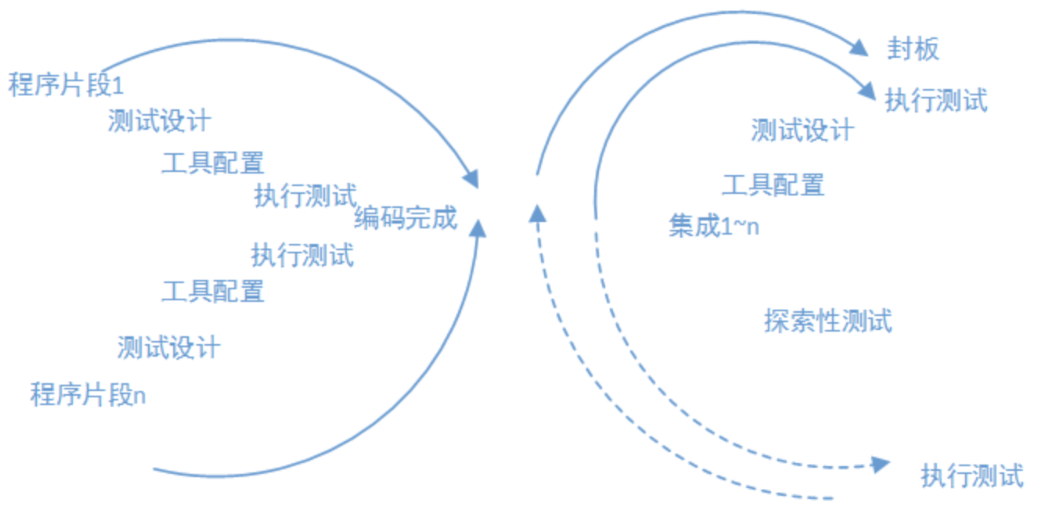 程序片段1
测试设计
工具配置
执行测试
编码完成
执行测试
工具配置
测试设计
程序片段n
封板
执行测试
测试设计
工具配置
集成1~n
探索性测试
执行测试